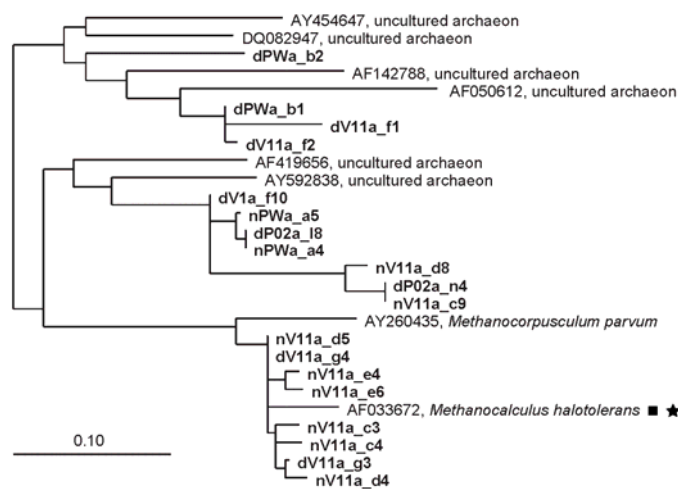 AY454647, uncultured archaeon
DQ082947, uncultured archaeon
dPWa_b2
AF142788, uncultured archaeon
AF050612, uncultured archaeon
dPWa_b1
dV11a_f1
dV11a_f2
AF419656, uncultured archaeon
AY592838, uncultured archaeon
dV1a_f10
nPWa_a5
dP02a_l8
nPWa_a4
nV11a_d8
dP02a_n4
nV11a_c9
AY260435, Methanocorpusculum parvum
nV11a_d5
dV11a_g4
nV11a_e4
nV11a_e6
AF033672, Methanocalculus halotolerans ■ ★
nV11a_c3
0.10
nV11a_c4
dV11a_g3
nV11a_d4